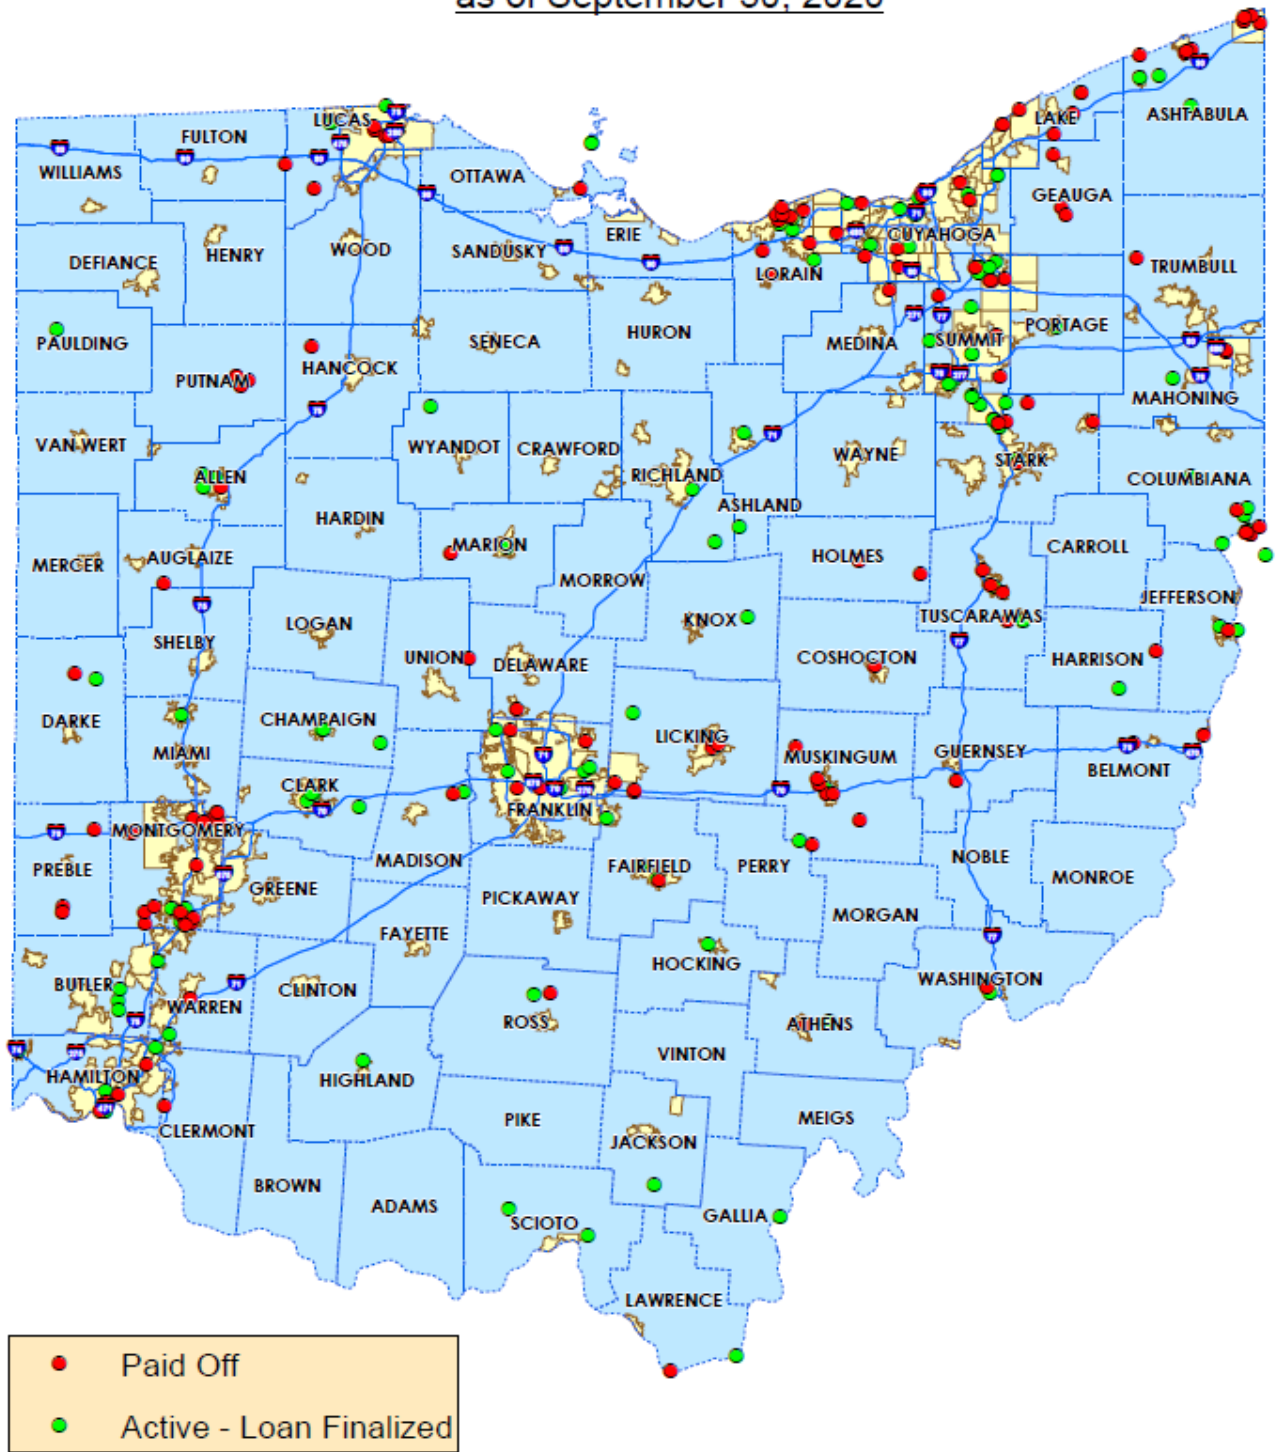 as of September 30, 2020
LUCAS
FULTON
LAKE
ASHTABULA
WILLIAMS
OTTAWA
GEAUGA
ERIE
CUYAHOGA
HENRY
WOOD
SANDUSKY
DEFIANCE
LORAIN
TRUMBULL
PAULDING
SENECA
HURON
MEDINA
SUMMIT
PORTAGE
PUTNAM
HANCOCK
MAHONING
VAN WERT
WYANDOT
CRAWFORD
RICHLAND
WAYNE
STARK
ALLEN
COLUMBIANA
ASHLAND
HARDIN
MARION
HOLMES
CARROLL
MERCER
AUGLAIZE
MORROW
JEFFERSON
LOGAN
KNOX
TUSCARAWAS
SHELBY
UNION
DELAWARE
COSHOCTON
HARRISON
DARKE
CHAMPAIGN
LICKING
MIAMI
MUSKINGUM
GUERNSEY
BELMONT
CLARK
FRANKLIN
MONTGOMERY
MADISON
FAIRFIELD
PERRY
NOBLE
PREBLE
GREENE
MONROE
PICKAWAY
MORGAN
FAYETTE
HOCKING
WASHINGTON
BUTLER
CLINTON
WARREN
ROSS
ATHENS
VINTON
HAMILTON
HIGHLAND
PIKE
MEIGS
CLERMONT
JACKSON
BROWN
ADAMS
GALLIA
SCIOTO
LAWRENCE
Paid Off
Active - Loan Finalized